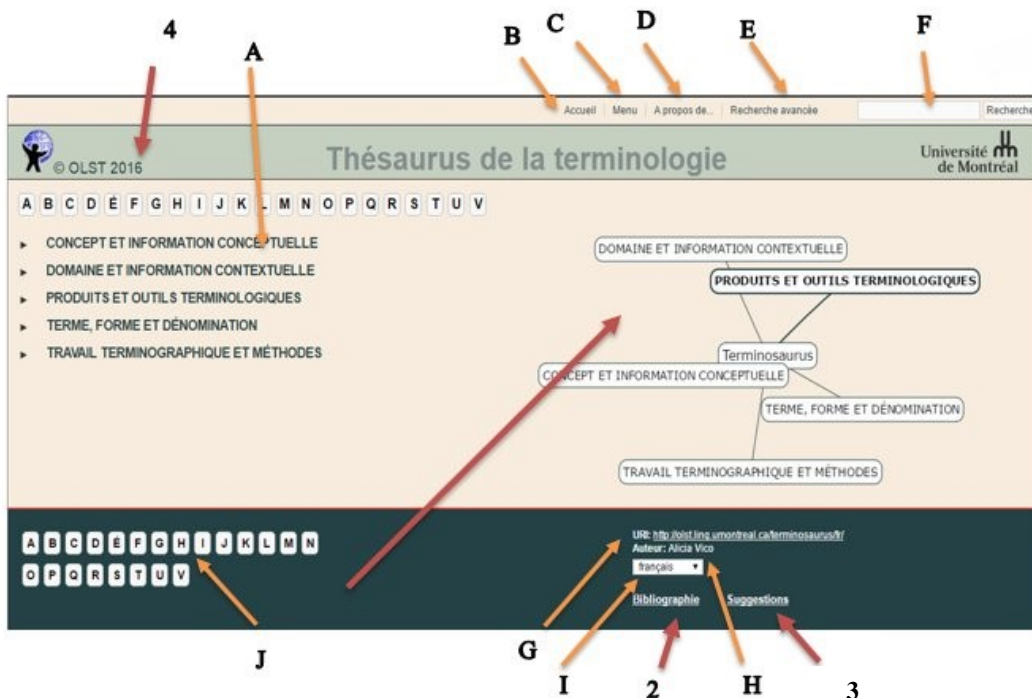 4
A
B
C
D
E
F
Accueil | Menu | A propos de... | Recherche avancée
Recherche
© OLST 2016
Thésaurus de la terminologie
Université
de Montréal
A B C D É F G H I J K L M N O P Q R S T U V
CONCEPT ET INFORMATION CONCEPTUELLE
DOMAINE ET INFORMATION CONTEXTUELLE
PRODUITS ET OUTILS TERMINOLOGIQUES
TERME, FORME ET DÉNOMINATION
TRAVAIL TERMINOGRAPHIQUE ET MÉTHODES
DOMAINE ET INFORMATION CONTEXTUELLE
PRODUITS ET OUTILS TERMINOLOGIQUES
Terminosaurus
CONCEPT ET INFORMATION CONCEPTUELLE
TERME, FORME ET DÉNOMINATION
TRAVAIL TERMINOGRAPHIQUE ET MÉTHODES
A B C D É F G H I J K L M N
O P Q R S T U V
URI: http://olst.ling.umontreal.ca/terminosaurus/fr/
Auteur: Alicia Vico
français
Bibliographie Suggestions
J
G
I
2
H
3